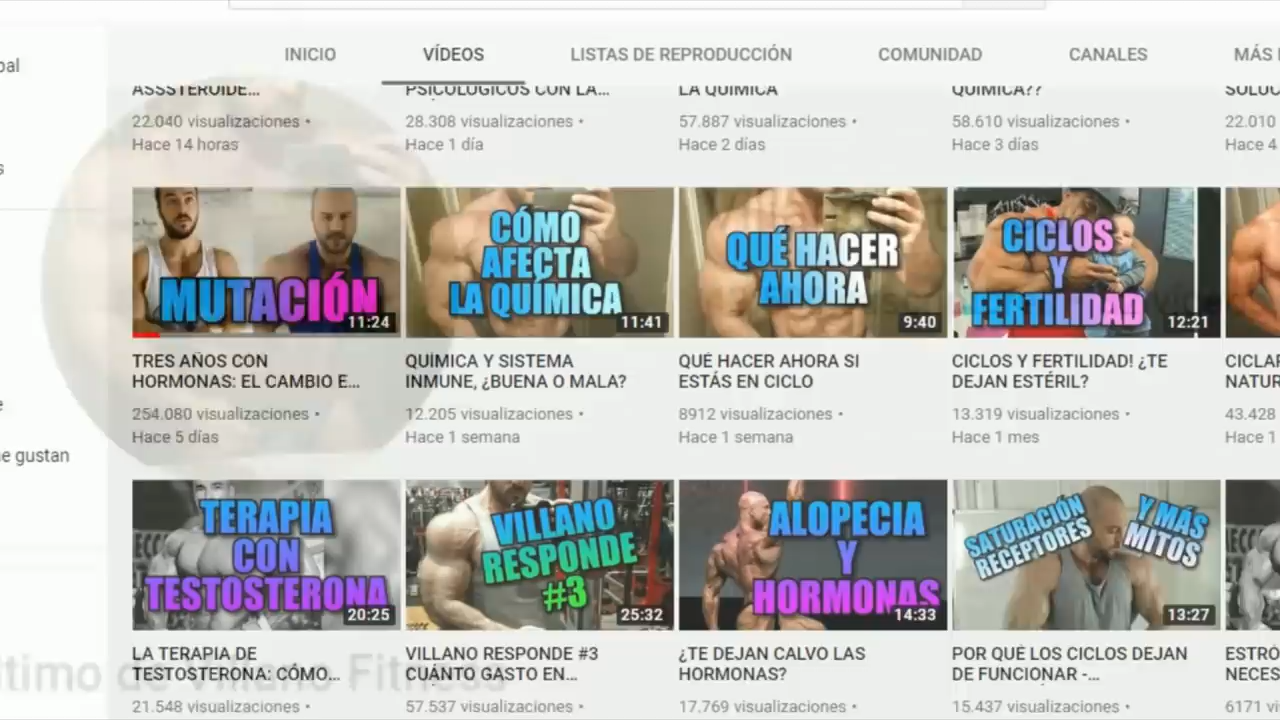 INICIO VÍDEOS LISTAS DE REPRODUCCIÓN COMUNIDAD CANALES MÁS
ASSSTEROIDE... PSICOLÓGICOS CON LA... LA QUÍMICA QUÍMICA??
22.040 visualizaciones • 28.308 visualizaciones • 57.887 visualizaciones • 58.610 visualizaciones • 22.010
Hace 14 horas Hace 1 día Hace 2 días Hace 3 días Hace 4
MUTACIÓN
11:24
CÓMO
AFECTA
LA QUÍMICA
11:41
QUÉ HACER
AHORA
9:40
CICLOS
Y
FERTILIDAD
12:21
TRES AÑOS CON
HORMONAS: EL CAMBIO E...
254.080 visualizaciones •
Hace 5 días
QUÍMICA Y SISTEMA
INMUNE, ¿BUENA O MALA?
12.205 visualizaciones •
Hace 1 semana
QUÉ HACER AHORA SI
ESTÁS EN CICLO
8912 visualizaciones •
Hace 1 semana
CICLOS Y FERTILIDAD! ¿TE
DEJAN ESTÉRIL?
13.319 visualizaciones •
Hace 1 mes
CICLAR
NATUR
43.428
Hace 1
e gustan
TERAPIA
CON
TESTOSTERONA
20:25
VILLANO
RESPONDE
#3
25:32
ALOPECIA
Y
HORMONAS
14:33
SATURACIÓN
RECEPTORES
Y MÁS
MITOS
13:27
LA TERAPIA DE
TESTOSTERONA: CÓMO...
21.548 visualizaciones •
VILLANO RESPONDE #3
CUÁNTO GASTO EN...
57.537 visualizaciones •
¿TE DEJAN CALVO LAS
HORMONAS?
17.769 visualizaciones •
POR QUÉ LOS CICLOS DEJAN
DE FUNCIONAR -...
15.437 visualizaciones •
ESTRÓ
NECES
6171 vi
timo de Villano Fitness